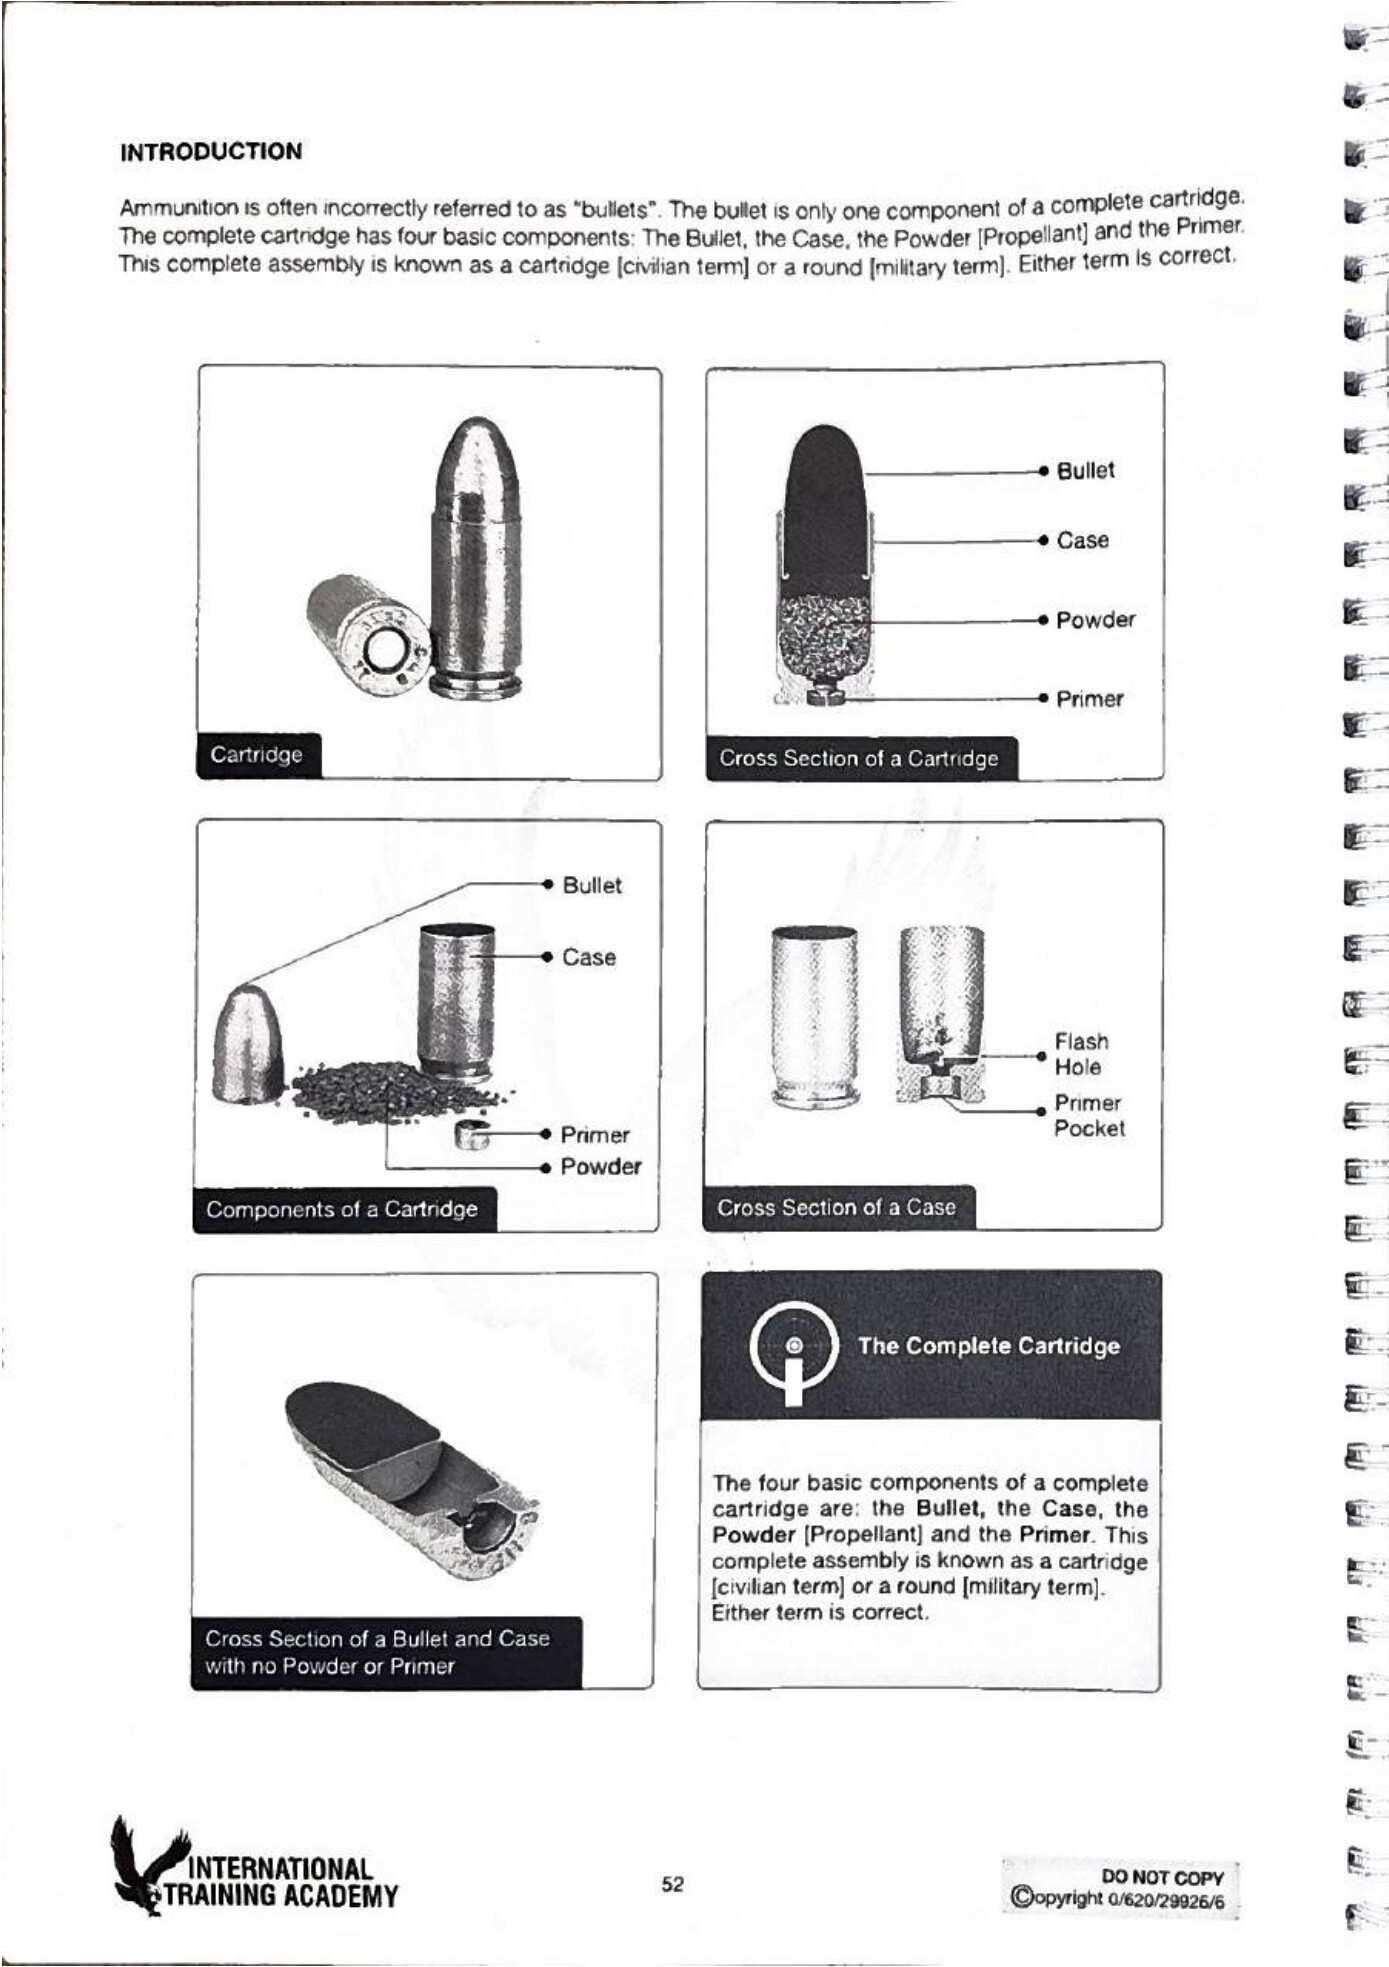 INTRODUCTION
Ammunition is often incorrectly referred to as "bullets". The bullet is only one component of a complete cartridge.
The complete cartridge has four basic components: The Bullet, the Case, the Powder [Propellant] and the Primer.
This complete assembly is known as a cartridge [civilian term] or a round [military term]. Either term is correct.
Cartridge
Bullet
Case
Powder
Primer
Cross Section of a Cartridge
Bullet
Case
Primer
Powder
Components of a Cartridge
Flash
Hole
Primer
Pocket
Cross Section of a Case
Cross Section of a Bullet and Case
with no Powder or Primer
The Complete Cartridge
The four basic components of a complete
cartridge are: the Bullet, the Case, the
Powder [Propellant] and the Primer. This
complete assembly is known as a cartridge
[civilian term] or a round [military term].
Either term is correct.
INTERNATIONAL
TRAINING ACADEMY
52
DO NOT COPY
©opyright 0/620/29926/6